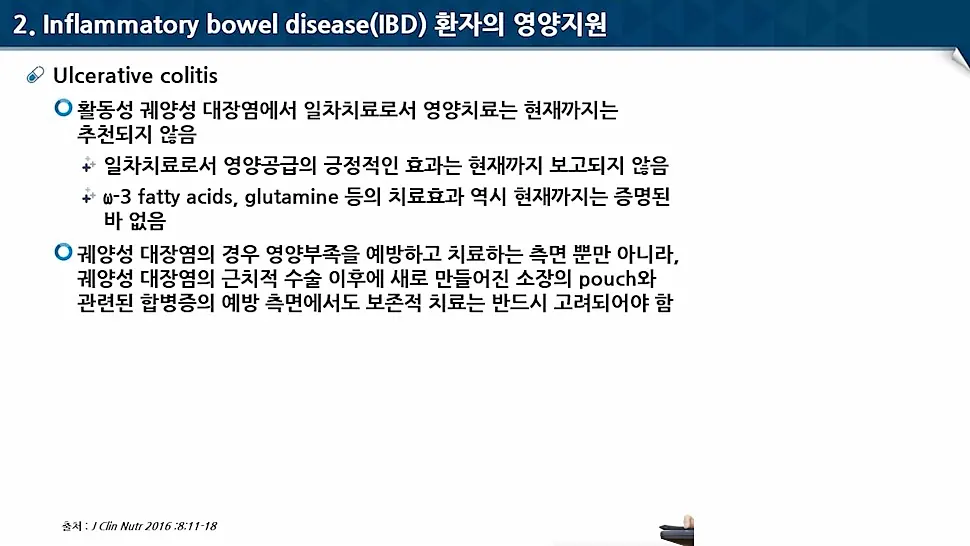 2. Inflammatory bowel disease(IBD) 환자의 영양지원
Ulcerative colitis
활동성 궤양성 대장염에서 일차치료로서 영양치료는 현재까지는
추천되지 않음
일차치료로서 영양공급의 긍정적인 효과는 현재까지 보고되지 않음
ω-3 fatty acids, glutamine 등의 치료효과 역시 현재까지는 증명된
바 없음
궤양성 대장염의 경우 영양부족을 예방하고 치료하는 측면 뿐만 아니라,
궤양성 대장염의 근치적 수술 이후에 새로 만들어진 소장의 pouch와
관련된 합병증의 예방 측면에서도 보존적 치료는 반드시 고려되어야 함
출처 : J Clin Nutr 2016 ;8:11-18